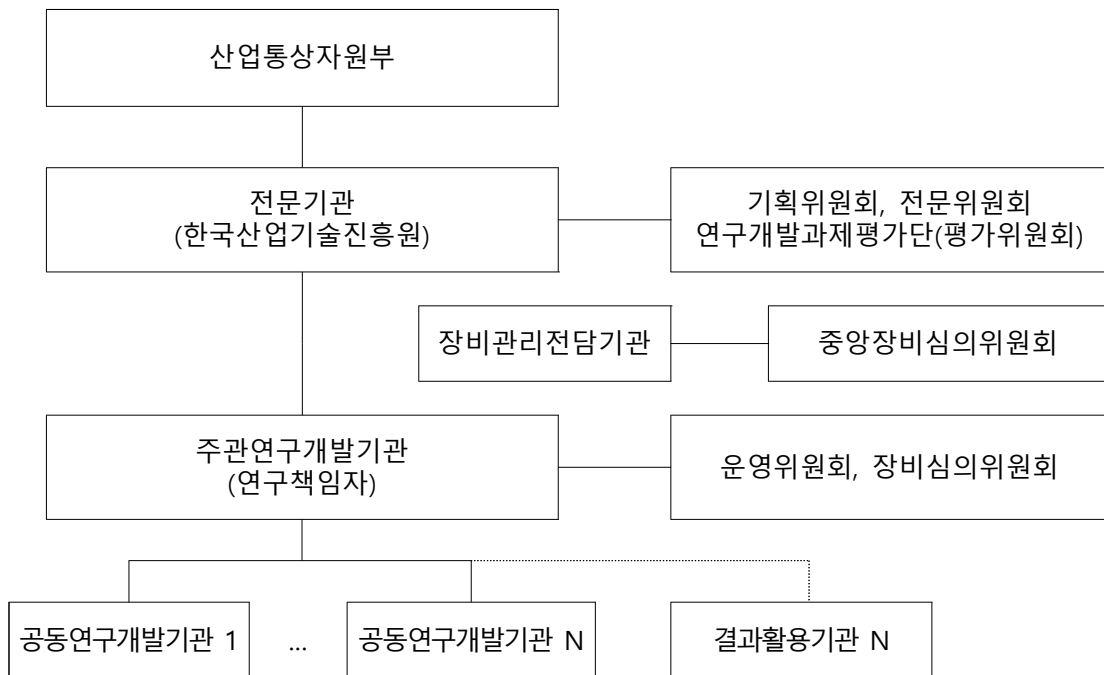 산업통상자원부
전문기관
(한국산업기술진흥원)
기획위원회, 전문위원회
연구개발과제평가단(평가위원회)
장비관리전담기관
중앙장비심의위원회
주관연구개발기관
(연구책임자)
운영위원회, 장비심의위원회
공동연구개발기관 1
...
공동연구개발기관 N
결과활용기관 N